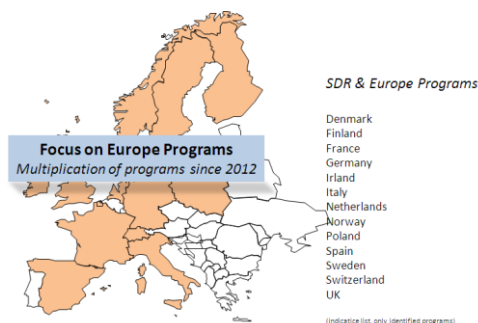 SDR & Europe Programs
Focus on Europe Programs
Multiplication of programs since 2012
Denmark
Finland
France
Germany
Irland
Italy
Netherlands
Norway
Poland
Spain
Sweden
Switzerland
UK
(indicatice list, only identified programs)